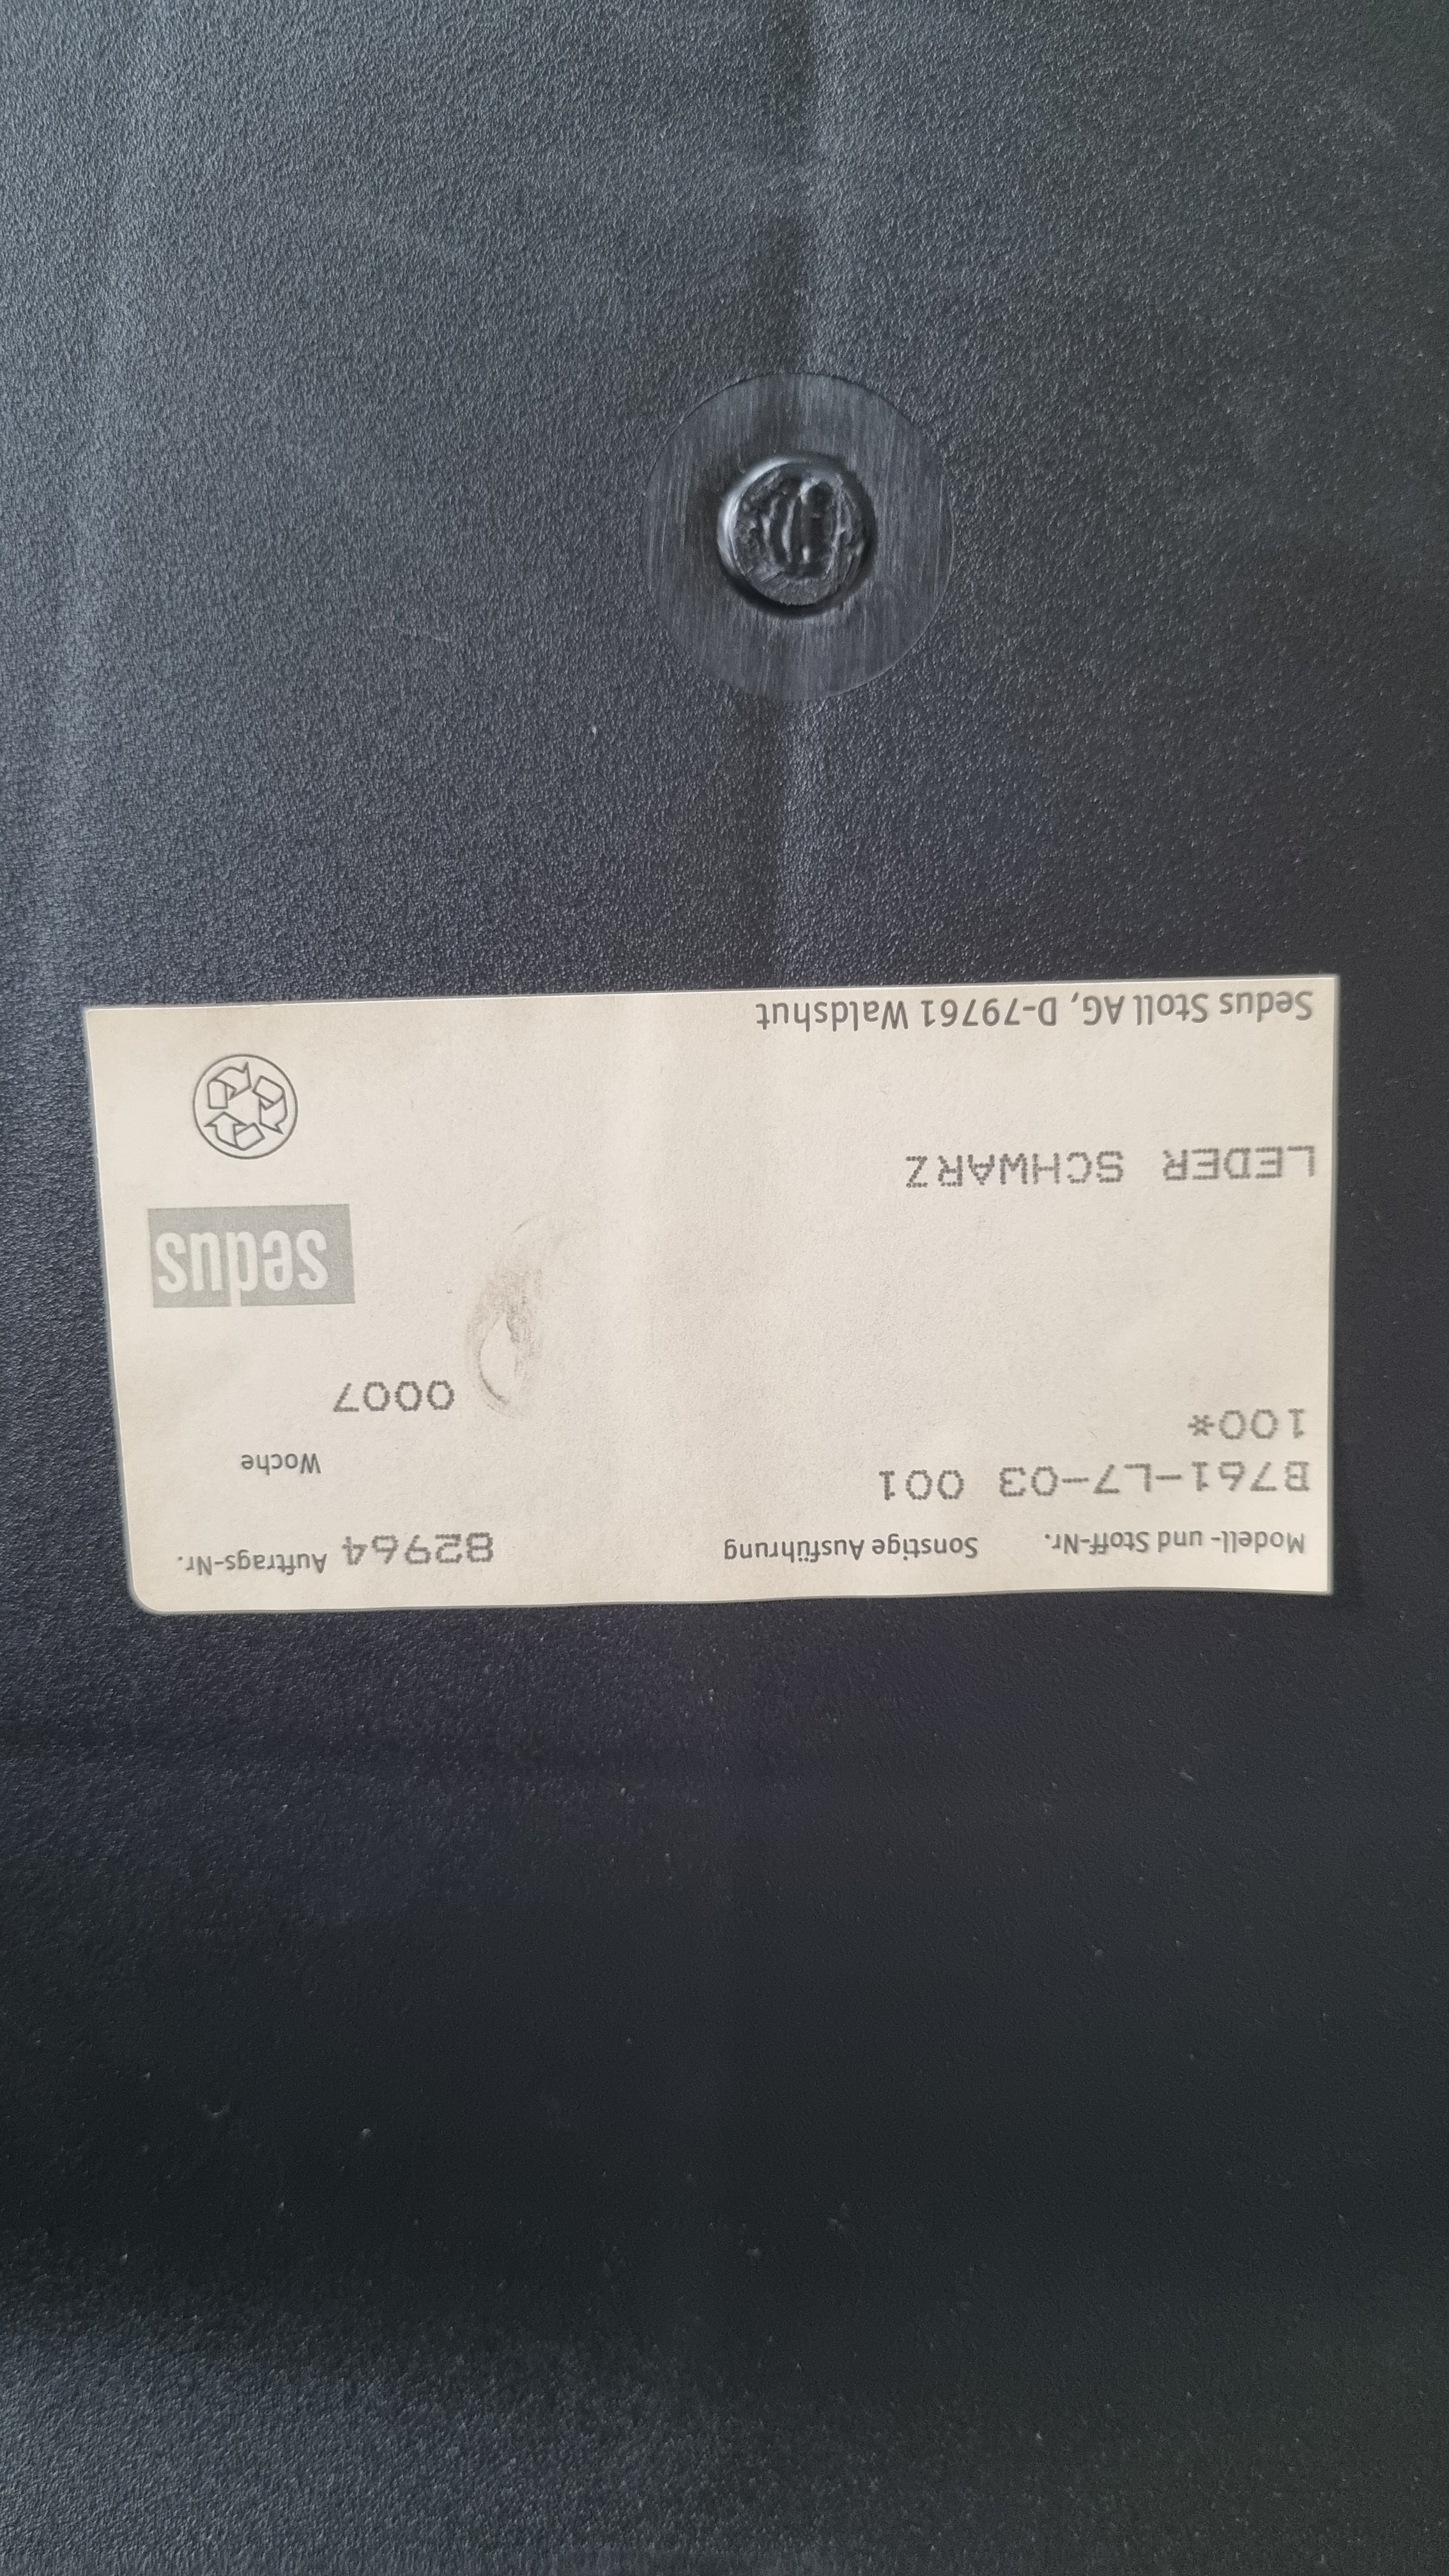 Modell- und Stoff-Nr. Sonstige Ausführung 82964 Auftrags-Nr.
B761-L7-03 001
100*
Woche
0007
sedus
LEDER SCHWARZ
Sedus Stoll AG, D-79761 Waldshut